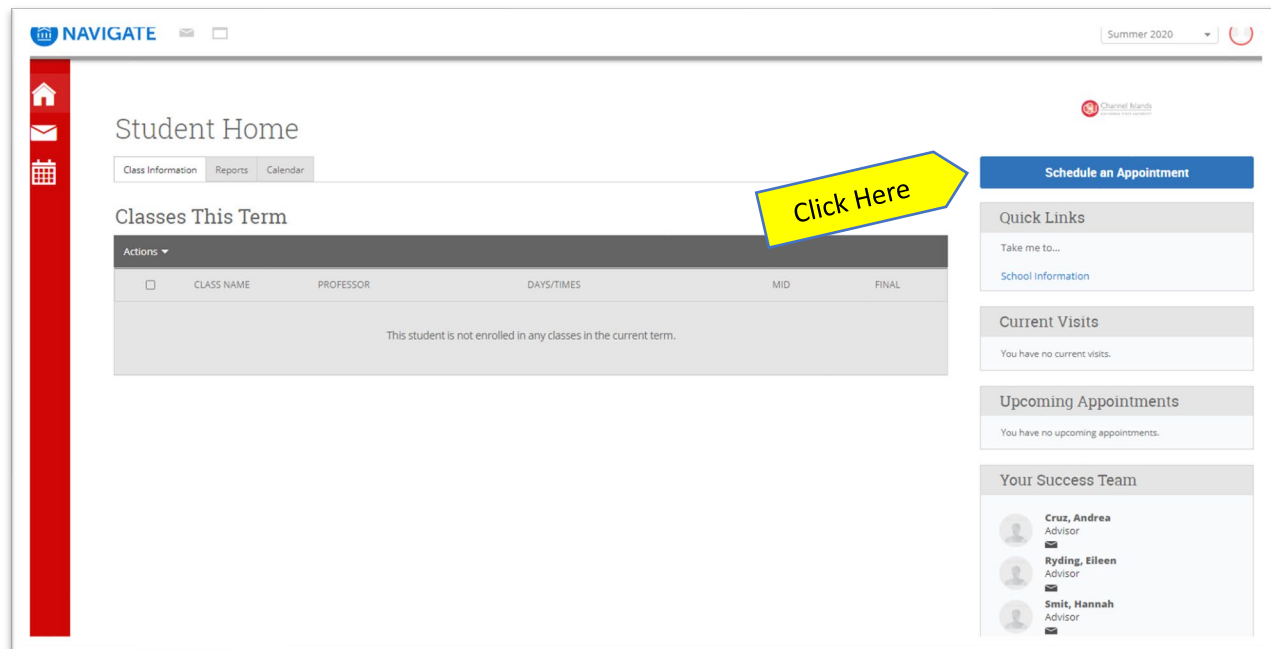 NAVIGATE
Summer 2020
Channel Islands
Student Home
Class Information Reports Calendar
Click Here
Schedule an Appointment
Classes This Term
Actions
CLASS NAME PROFESSOR DAYS/TIMES MID FINAL
This student is not enrolled in any classes in the current term.
Quick Links
Take me to...
School Information
Current Visits
You have no current visits.
Upcoming Appointments
You have no upcoming appointments.
Your Success Team
Cruz, Andrea
Advisor
Ryding, Eileen
Advisor
Smit, Hannah
Advisor